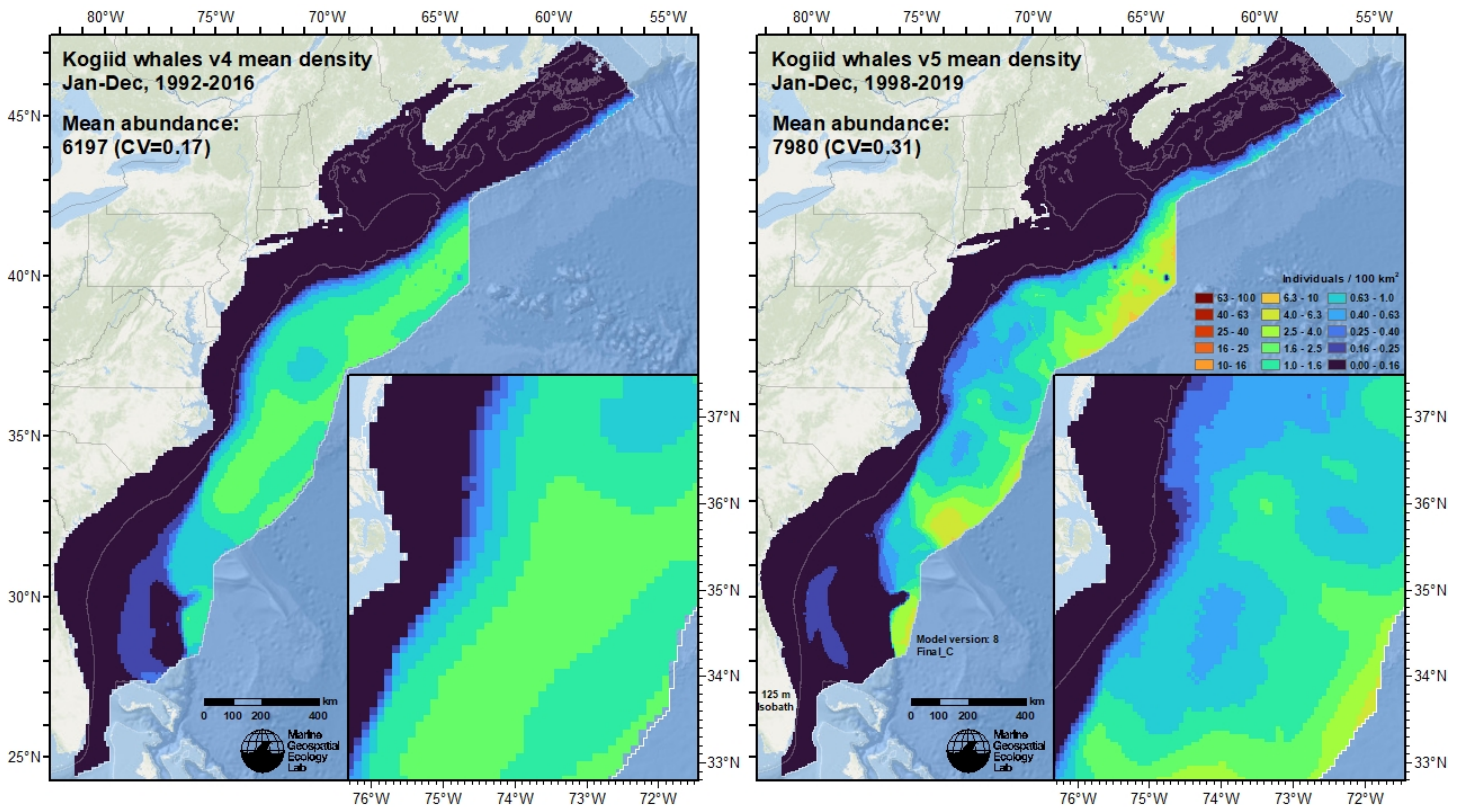 80°W 75°W 70°W 65°W 60°W 55°W
80°W 75°W 70°W 65°W 60°W 55°W
Kogiid whales v4 mean density
Jan-Dec, 1992-2016
Mean abundance:
6197 (CV=0.17)
Kogiid whales v5 mean density
Jan-Dec, 1998-2019
Mean abundance:
7980 (CV=0.31)
45°N
40°N
35°N
30°N
25°N
Individuals / 100 km²
63 - 100 6.3 - 10 0.63 - 1.0
40 - 63 4.0 - 6.3 0.40 - 0.63
25 - 40 2.5 - 4.0 0.25 - 0.40
16 - 25 1.6 - 2.5 0.16 - 0.25
10 - 16 1.0 - 1.6 0.00 - 0.16
37°N
36°N
35°N
34°N
33°N
37°N
36°N
35°N
34°N
33°N
Model version: 8
Final_C
125 m
Isobath
km
0 100 200 400
Marine
Geospatial
Ecology
Lab
km
0 100 200 400
Marine
Geospatial
Ecology
Lab
76°W 75°W 74°W 73°W 72°W
76°W 75°W 74°W 73°W 72°W